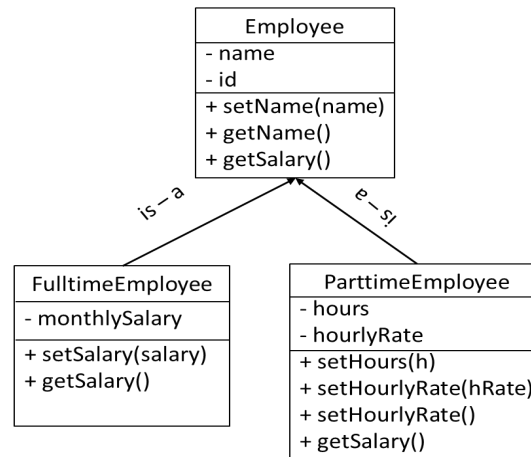 Employee
- name
- id
+ setName(name)
+ getName()
+ getSalary()
is – a
is – a
FulltimeEmployee
- monthlySalary
+ setSalary(salary)
+ getSalary()
ParttimeEmployee
- hours
- hourlyRate
+ setHours(h)
+ setHourlyRate(hRate)
+ setHourlyRate()
+ getSalary()